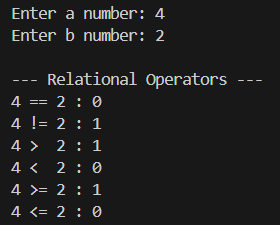 Enter a number: 4
Enter b number: 2

--- Relational Operators ---
4 == 2 : 0
4 != 2 : 1
4 >  2 : 1
4 <  2 : 0
4 >= 2 : 1
4 <= 2 : 0